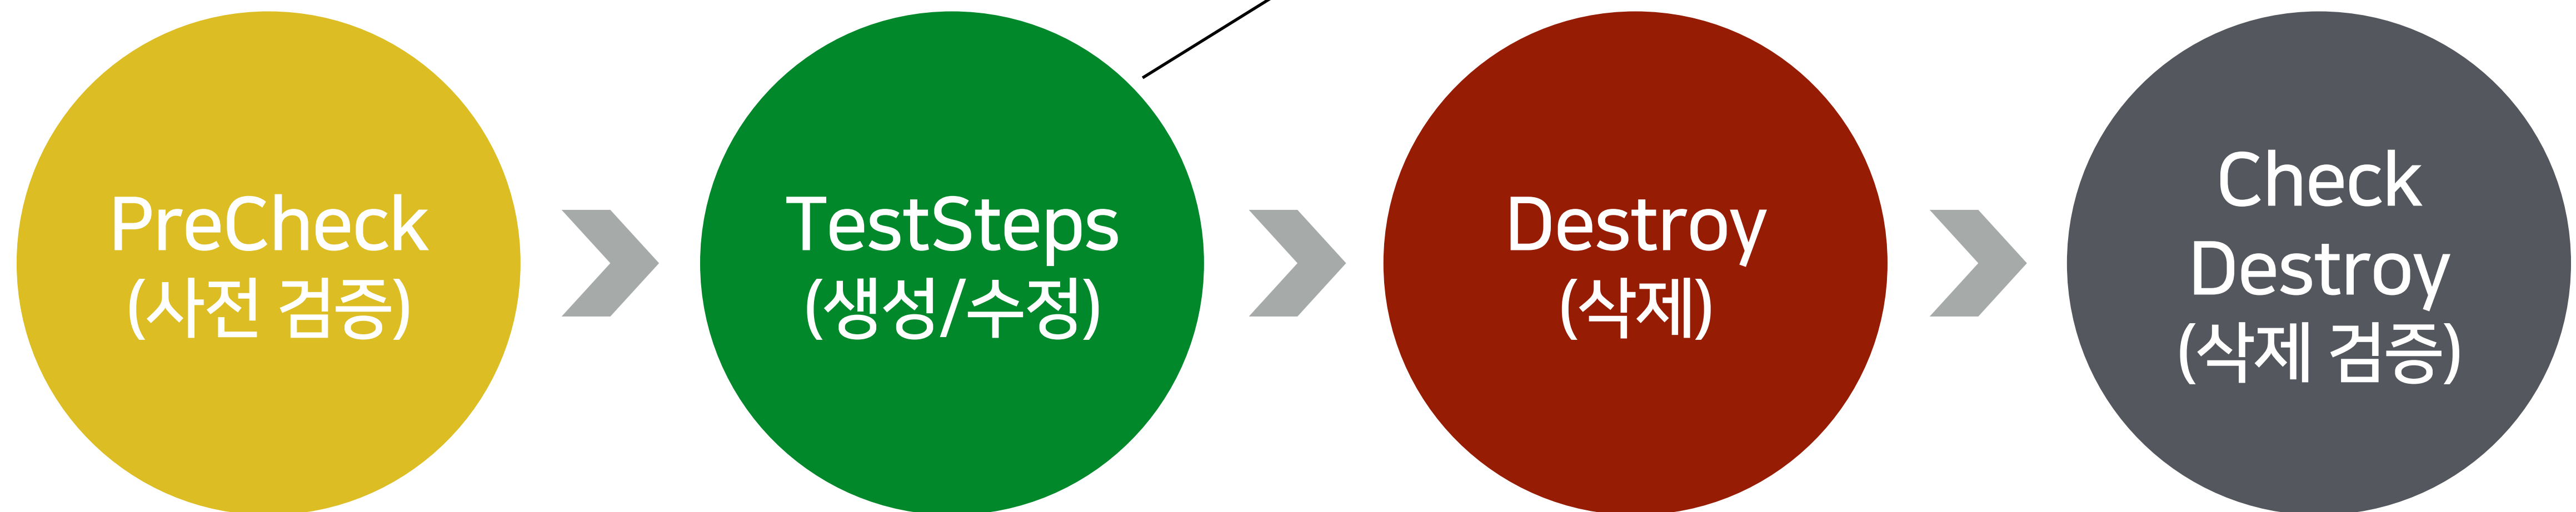 PreCheck
(사전 검증)
TestSteps
(생성/수정)
Destroy
(삭제)
Check
Destroy
(삭제 검증)